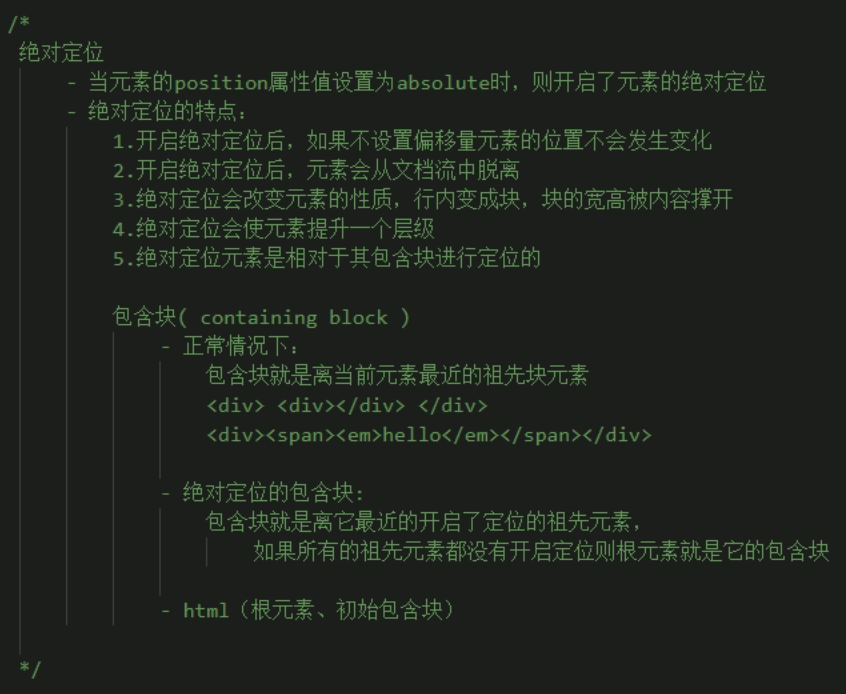 /*
绝对定位
- 当元素的position属性值设置为absolute时，则开启了元素的绝对定位
- 绝对定位的特点：
1.开启绝对定位后，如果不设置偏移量元素的位置不会发生变化
2.开启绝对定位后，元素会从文档流中脱离
3.绝对定位会改变元素的性质，行内变成块，块的宽高被内容撑开
4.绝对定位会使元素提升一个层级
5.绝对定位元素是相对于其包含块进行定位的
包含块( containing block )
- 正常情况下：
包含块就是离当前元素最近的祖先块元素
<div> <div></div> </div>
<div><span><em>hello</em></span></div>
- 绝对定位的包含块:
包含块就是离它最近的开启了定位的祖先元素，
如果所有的祖先元素都没有开启定位则根元素就是它的包含块
- html（根元素、初始包含块）
*/